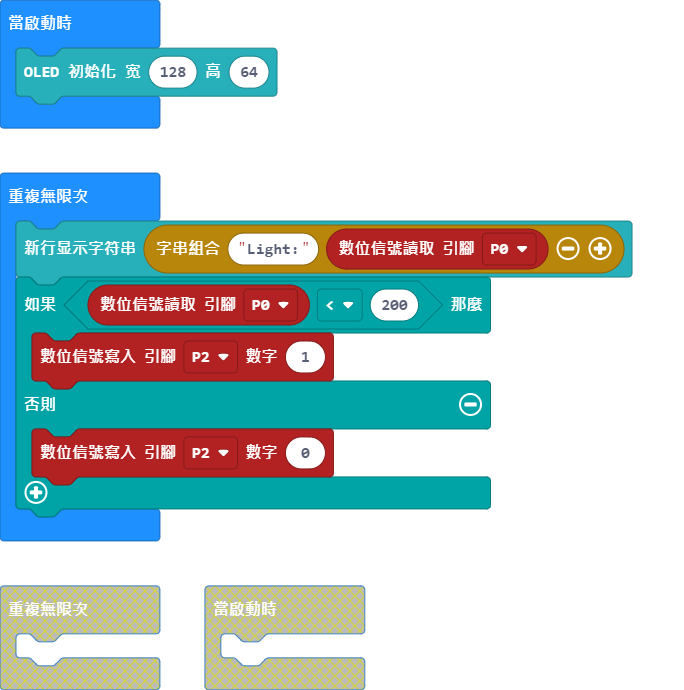 當啟動時
OLED 初始化 宽 128 高 64
重複無限次
新行显示字符串 字串組合 "Light:" 數位信號讀取 引腳 P0
如果 數位信號讀取 引腳 P0 < 200 那麼
數位信號寫入 引腳 P2 數字 1
否則
數位信號寫入 引腳 P2 數字 0
重複無限次 當啟動時